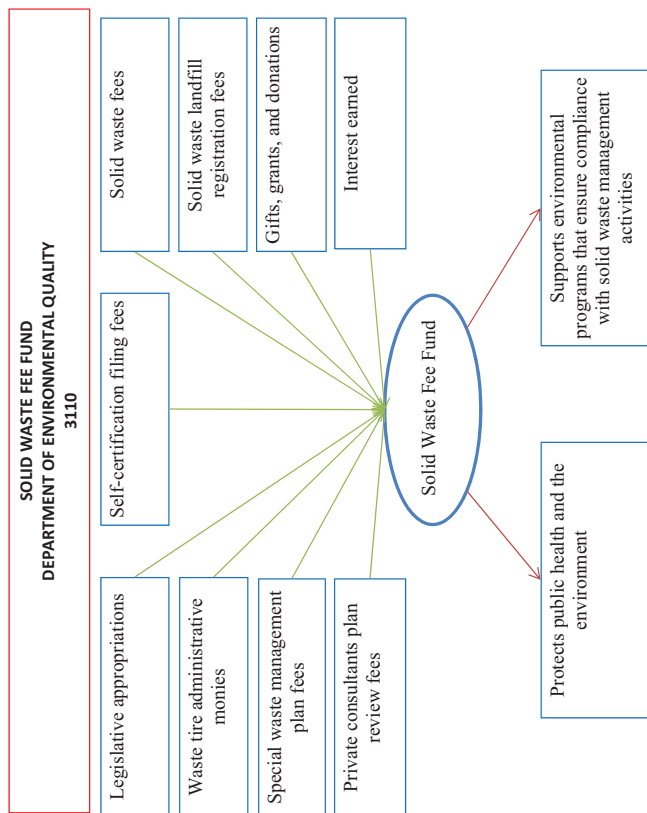 SOLID WASTE FEE FUND
DEPARTMENT OF ENVIRONMENTAL QUALITY
3110
Legislative appropriations
Waste tire administrative
monies
Special waste management
plan fees
Private consultants plan
review fees
Self-certification filing fees
Solid waste fees
Solid waste landfill
registration fees
Gifts, grants, and donations
Interest earned
Solid Waste Fee Fund
Protects public health and the
environment
Supports environmental
programs that ensure compliance
with solid waste management
activities